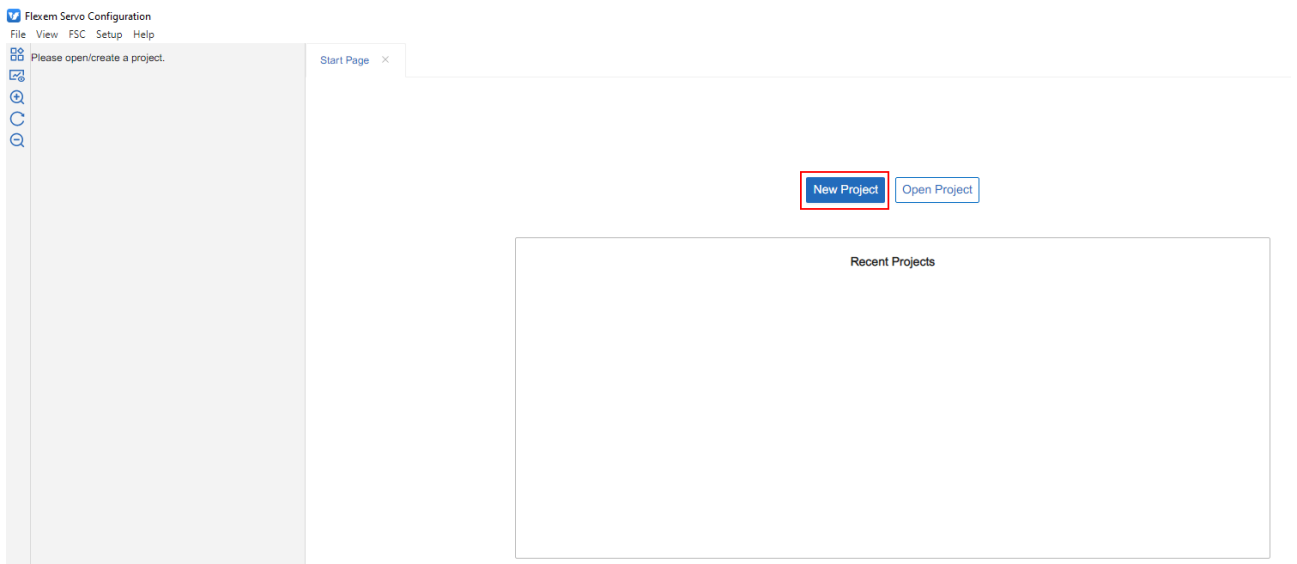 Flexem Servo Configuration
File View FSC Setup Help
Please open/create a project.
Start Page
New Project
Open Project
Recent Projects